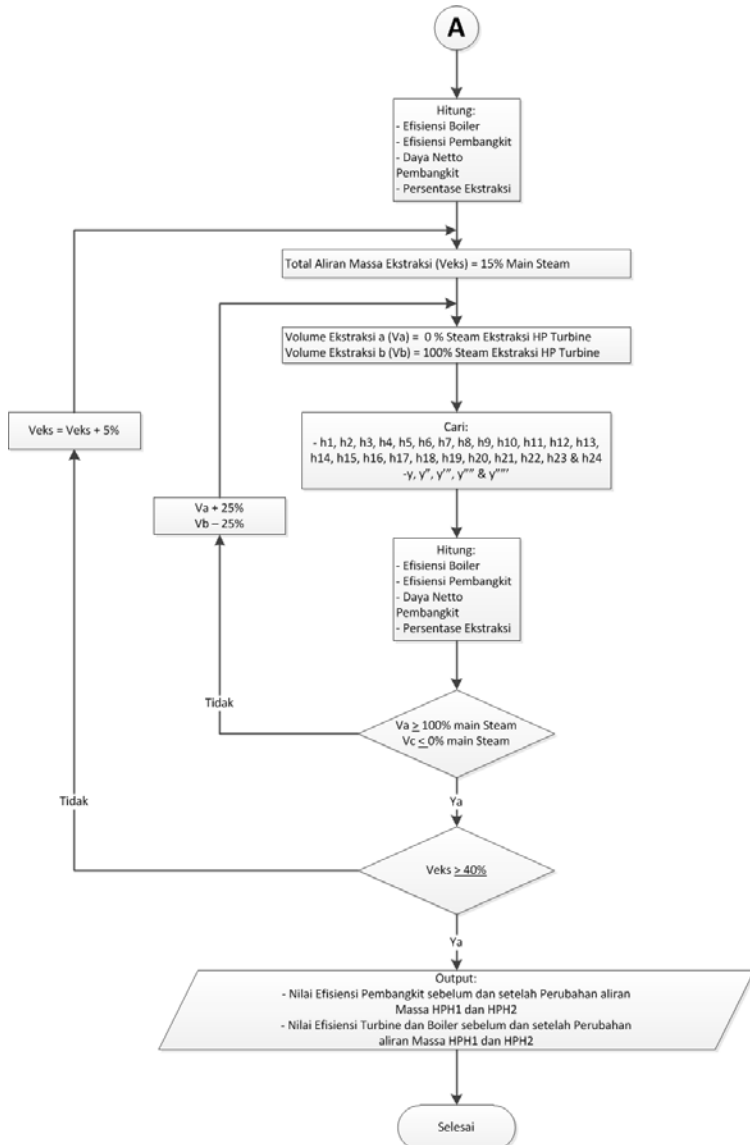 A
Hitung:
- Efisiensi Boiler
- Efisiensi Pembangkit
- Daya Netto
Pembangkit
- Persentase Ekstraksi
Total Aliran Massa Ekstraksi (Veks) = 15% Main Steam
Volume Ekstraksi a (Va) =  0 % Steam Ekstraksi HP Turbine
Volume Ekstraksi b (Vb) = 100% Steam Ekstraksi HP Turbine
Veks = Veks + 5%
Cari:
- h1, h2, h3, h4, h5, h6, h7, h8, h9, h10, h11, h12, h13,
h14, h15, h16, h17, h18, h19, h20, h21, h22, h23 & h24
-y, y", y'", y"" & y""'
Va + 25%
Vb – 25%
Hitung:
- Efisiensi Boiler
- Efisiensi Pembangkit
- Daya Netto
Pembangkit
- Persentase Ekstraksi
Tidak
Va ≥ 100% main Steam
Vc ≤ 0% main Steam
Tidak
Ya
Veks ≥ 40%
Ya
Output:
- Nilai Efisiensi Pembangkit sebelum dan setelah Perubahan aliran
Massa HPH1 dan HPH2
- Nilai Efisiensi Turbine dan Boiler sebelum dan setelah Perubahan
aliran Massa HPH1 dan HPH2
Selesai